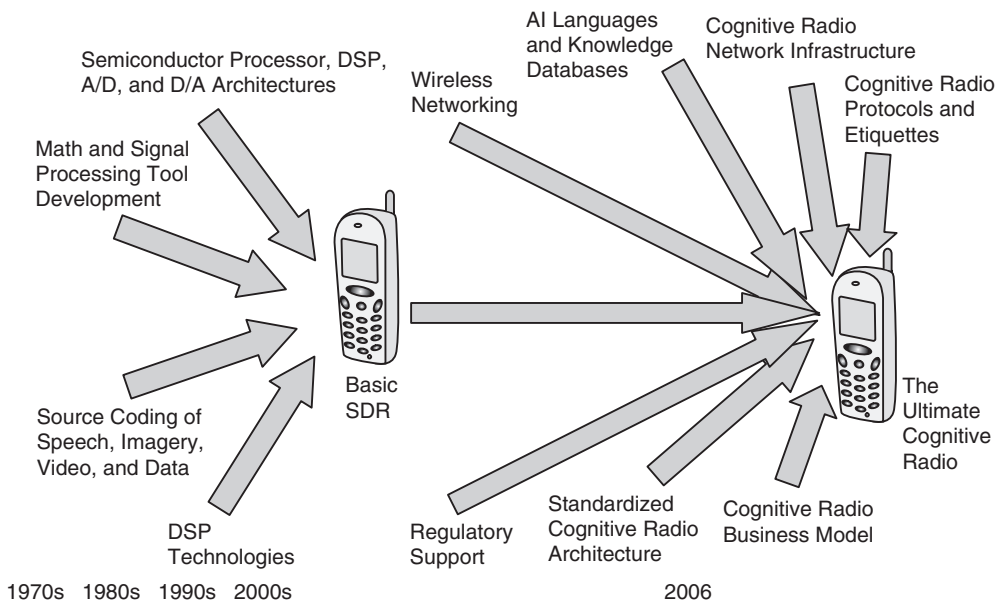 Semiconductor Processor, DSP,
A/D, and D/A Architectures
Math and Signal
Processing Tool
Development
Source Coding of
Speech, Imagery,
Video, and Data
DSP
Technologies
Basic
SDR
Wireless
Networking
AI Languages
and Knowledge
Databases
Cognitive Radio
Network Infrastructure
Cognitive Radio
Protocols and
Etiquettes
Regulatory
Support
Standardized
Cognitive Radio
Architecture
Cognitive Radio
Business Model
The
Ultimate
Cognitive
Radio
1970s 1980s 1990s 2000s 2006